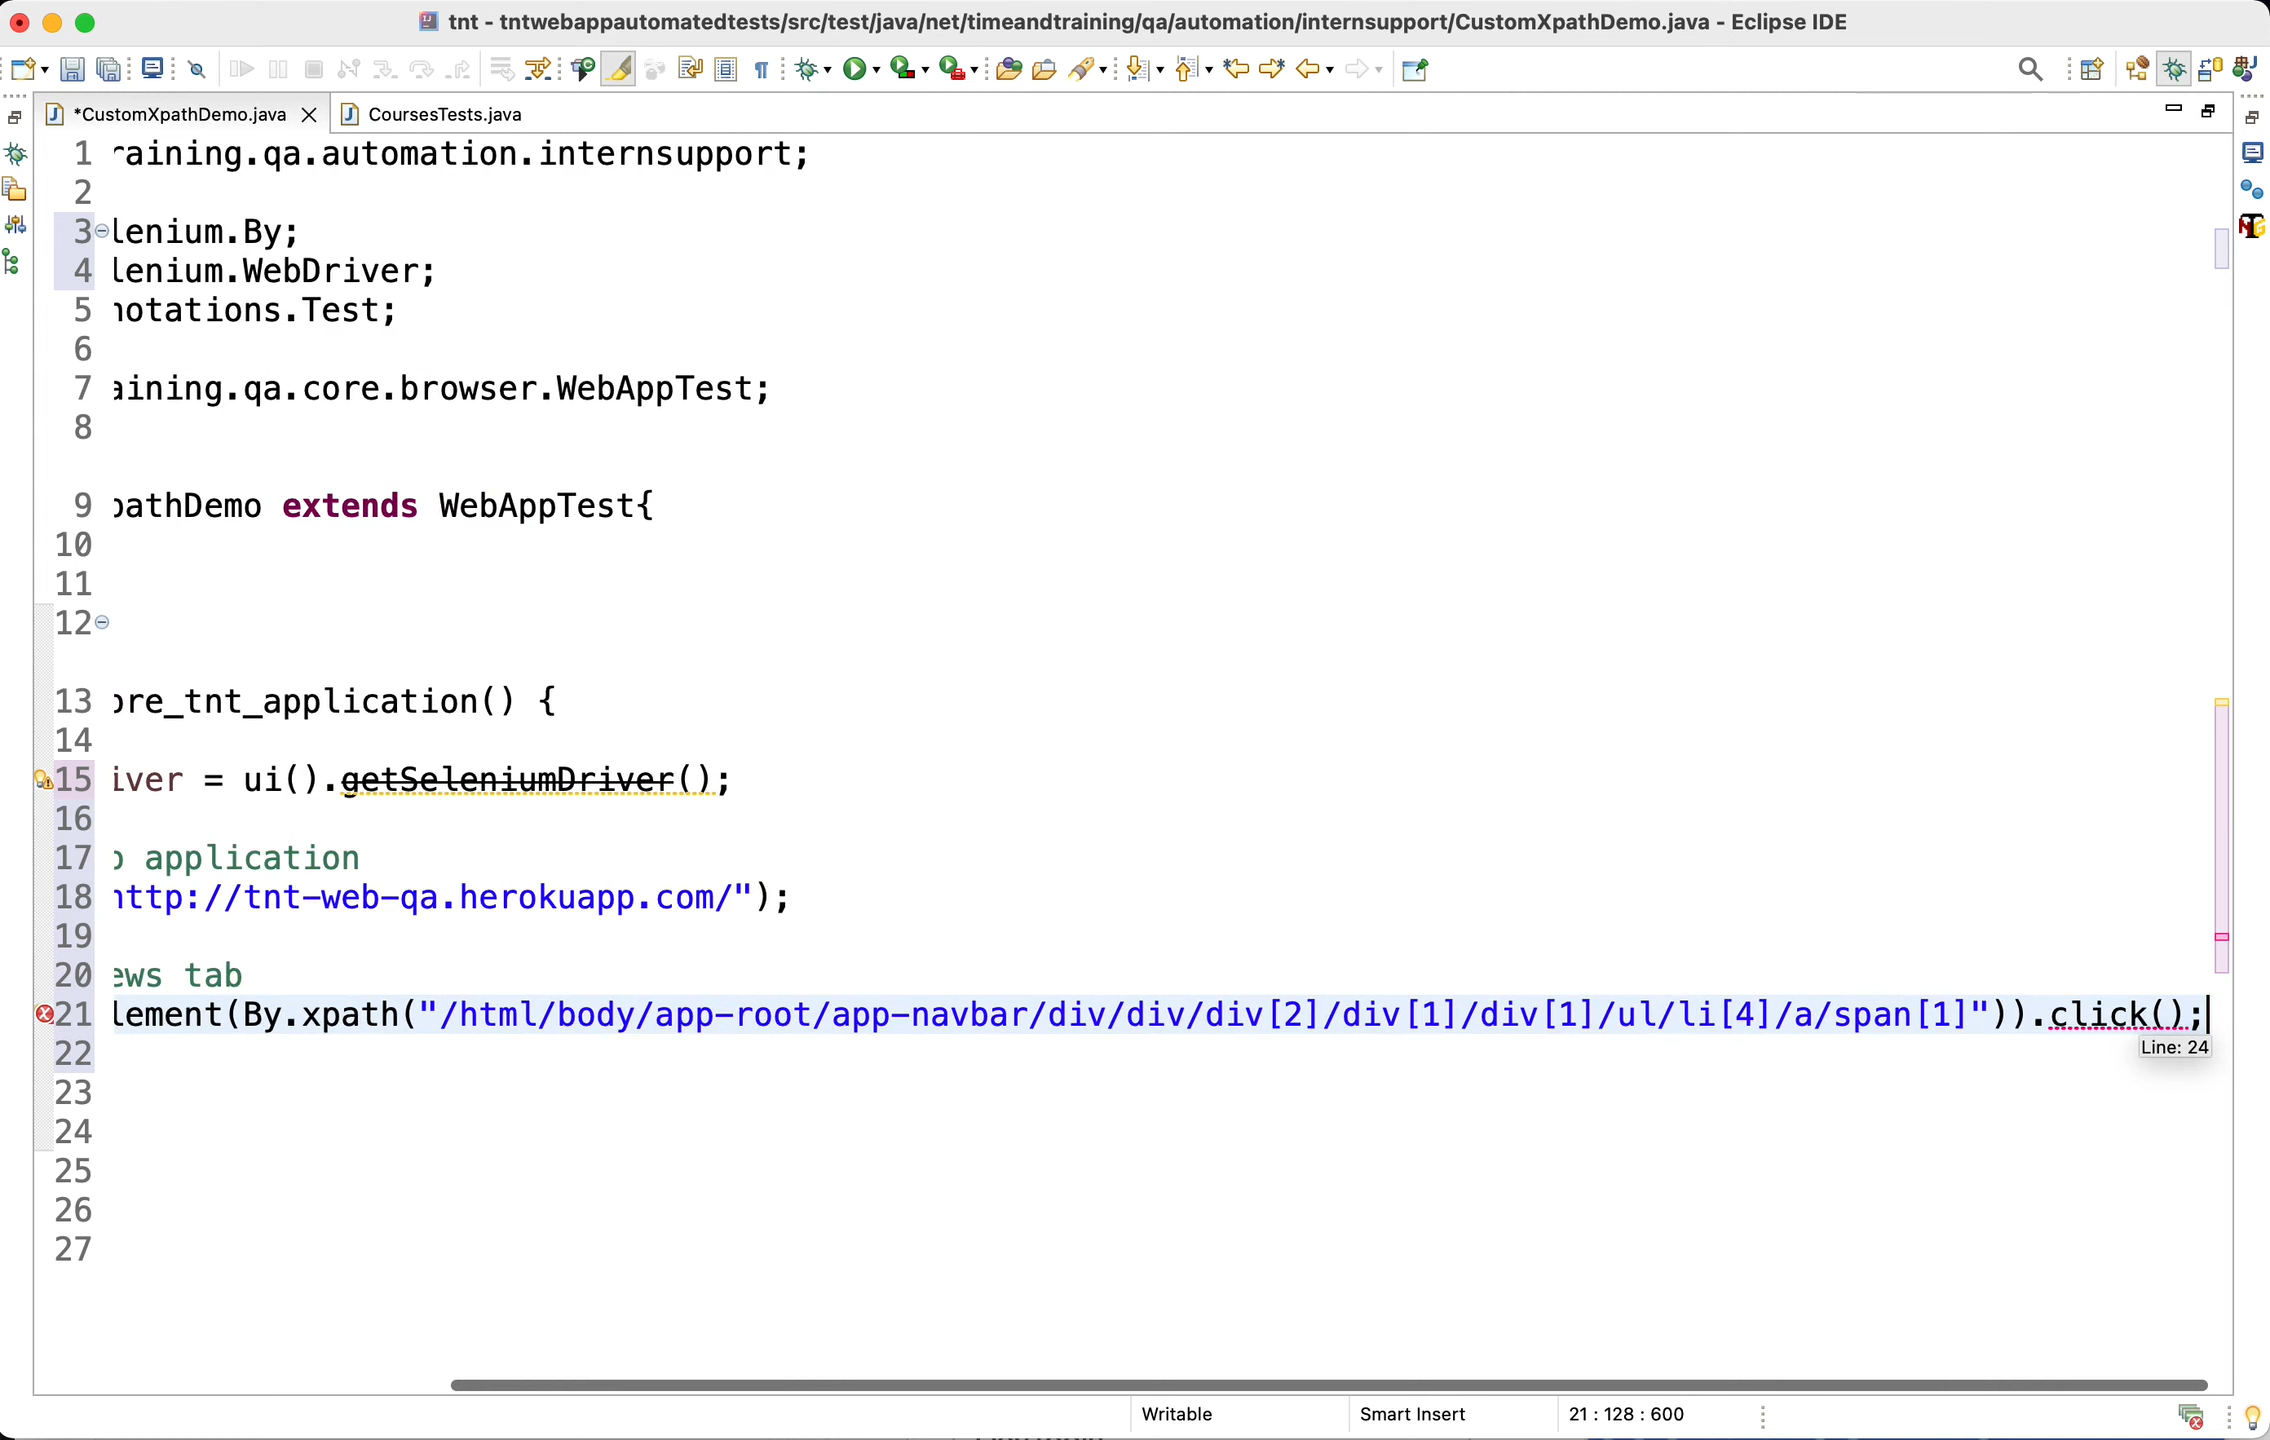 tnt - tntwebappautomatedtests/src/test/java/net/timeandtraining/qa/automation/internsupport/CustomXpathDemo.java - Eclipse IDE
*CustomXpathDemo.java
CoursesTests.java
1 raining.qa.automation.internsupport;
2
3 lenium.By;
4 lenium.WebDriver;
5 notations.Test;
6
7 aining.qa.core.browser.WebAppTest;
8
9 pathDemo extends WebAppTest{
10
11
12
13 ore_tnt_application() {
14
15 iver = ui().getSeleniumDriver();
16
17 o application
18 http://tnt-web-qa.herokuapp.com/");
19
20 ews tab
21 lement(By.xpath("/html/body/app-root/app-navbar/div/div/div[2]/div[1]/div[1]/ul/li[4]/a/span[1]")).click();
Line: 24
22
23
24
25
26
27
Writable
Smart Insert
21 : 128 : 600